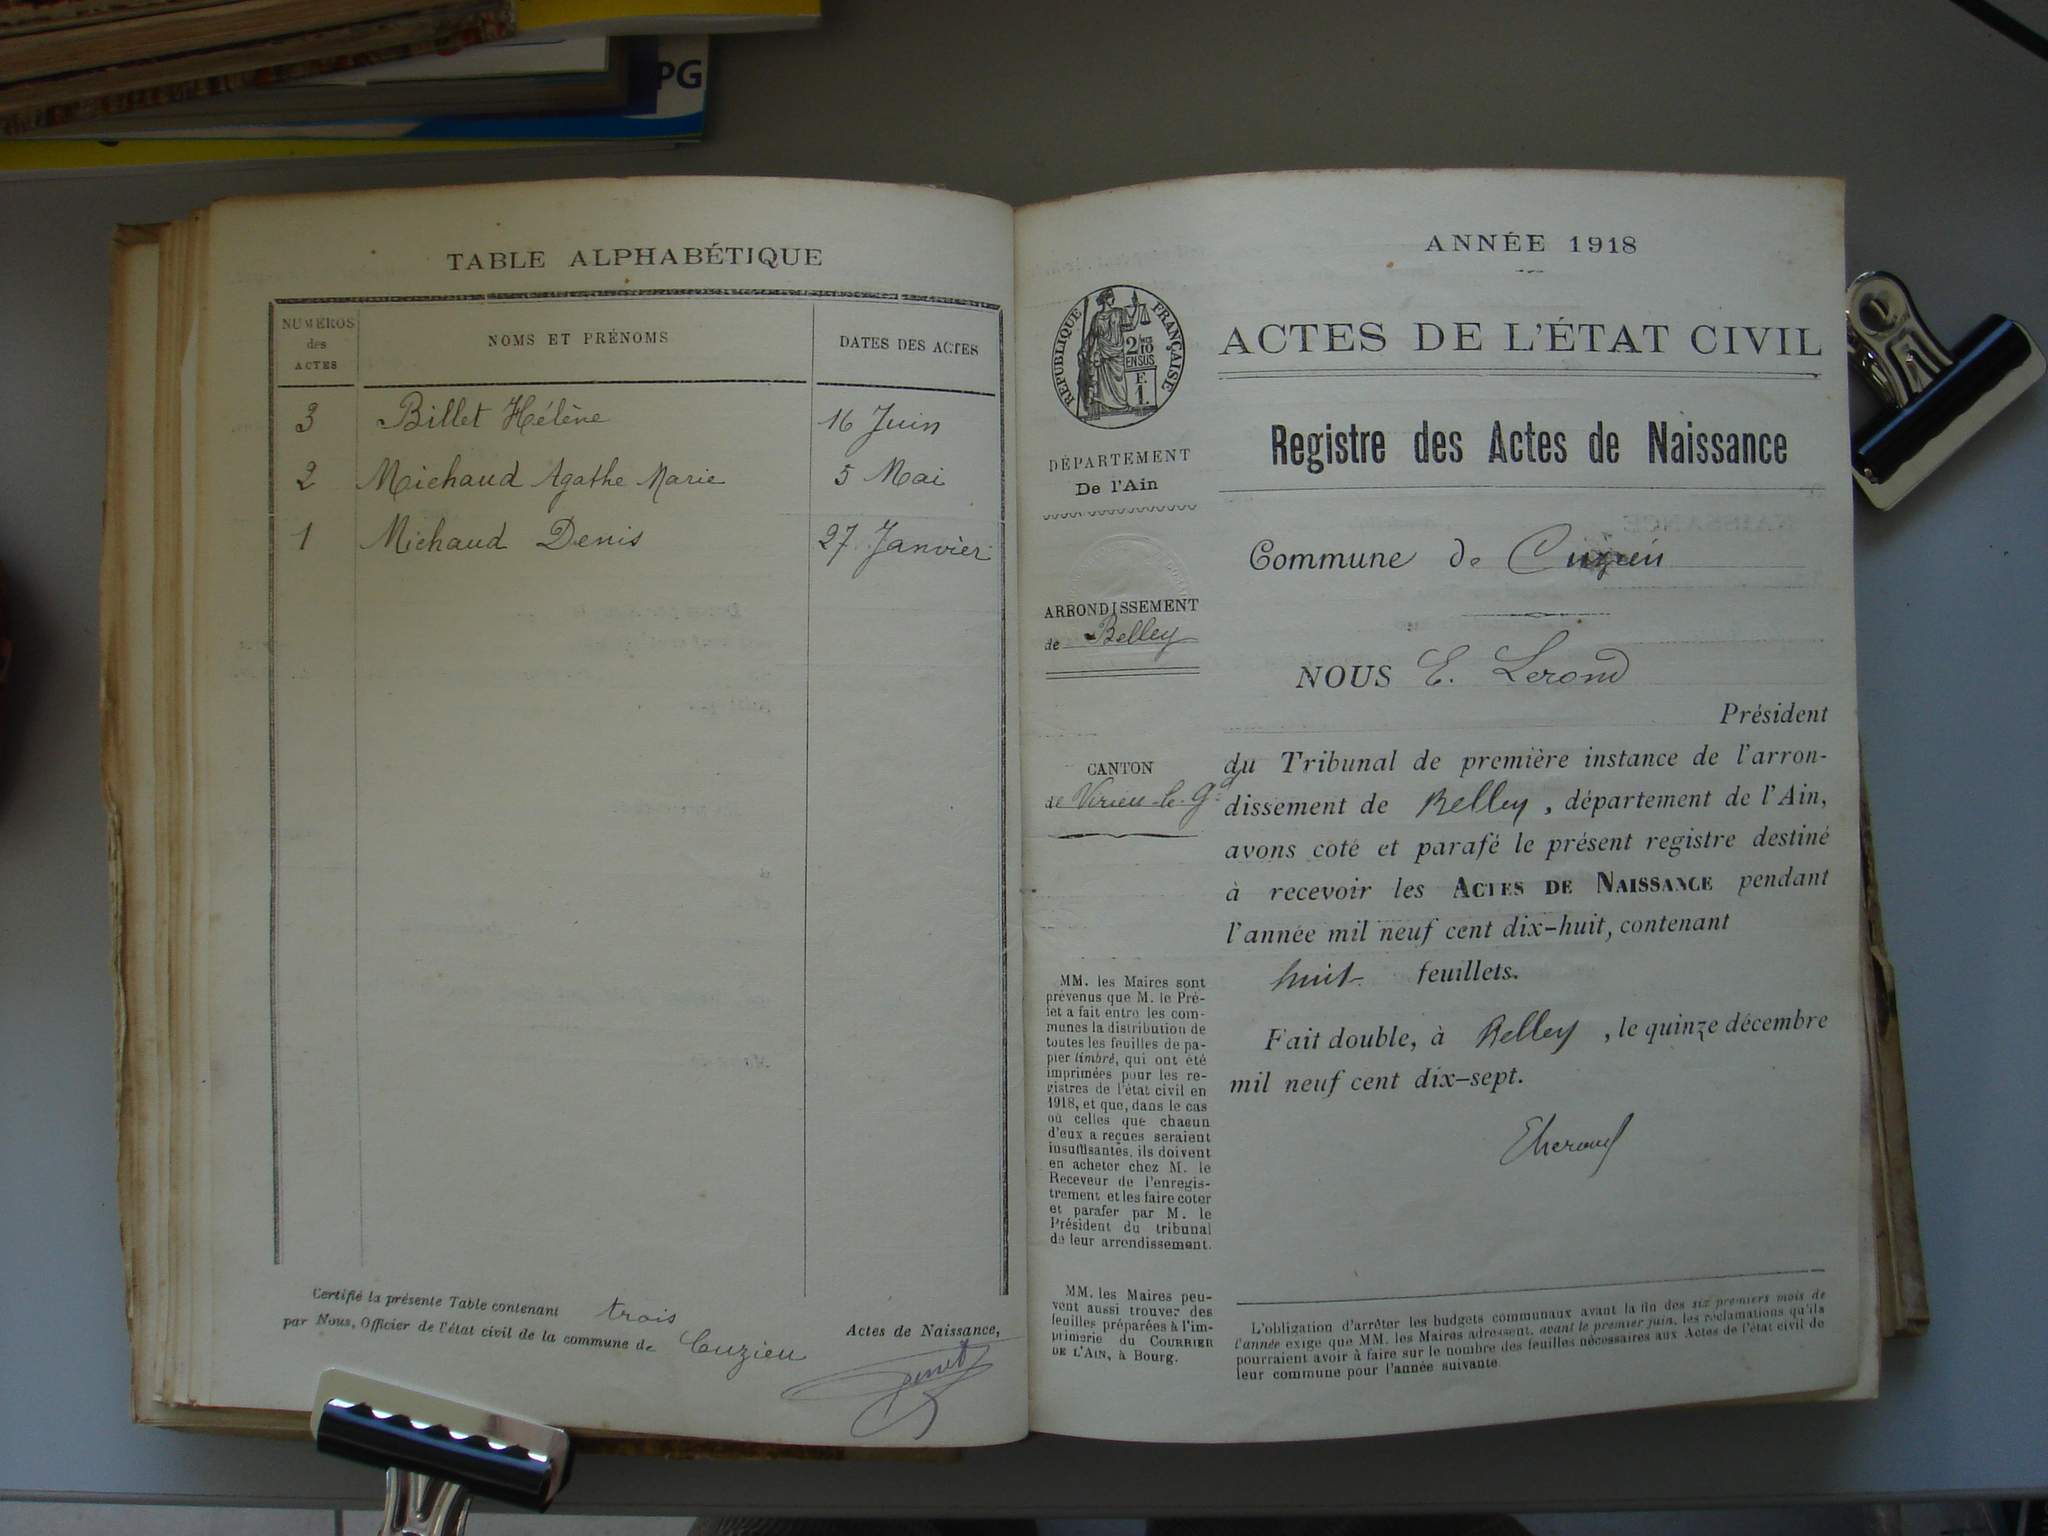 PG
TABLE ALPHABÉTIQUE
NUMÉROS
des
ACTES
NOMS ET PRÉNOMS
DATES DES ACTES
3 Billet Hélène 16 Juin
2 Michaud Agathe Marie 5 Mai
1 Michaud Denis 27 Janvier
Certifié la présente Table contenant trois Actes de Naissance,
par Nous, Officier de l'état civil de la commune de Cuzieu
ANNÉE 1918
RÉPUBLIQUE FRANÇAISE
2/10
EN SUS
F.
1.
DÉPARTEMENT
De l'Ain
ARRONDISSEMENT
de Belley
CANTON
de Virieu-le-Gd
MM. les Maires sont
prévenus que M. le Pré-
fet a fait entre les com-
munes la distribution de
toutes les feuilles de pa-
pier timbré, qui ont été
imprimées pour les re-
gistres de l'état civil en
1918, et que, dans le cas
où celles que chacun
d'eux a reçues seraient
insuffisantes, ils doivent
en acheter chez M. le
Receveur de l'enregis-
trement et les faire coter
et parafer par M. le
Président du tribunal
de leur arrondissement.
MM. les Maires peu-
vent aussi trouver des
feuilles préparées à l'im-
primerie du COURRIER
DE L'AIN, à Bourg.
ACTES DE L'ÉTAT CIVIL
Registre des Actes de Naissance
Commune de Cuzieu
NOUS E. Lerond
Président
du Tribunal de première instance de l'arron-
dissement de Belley, département de l'Ain,
avons coté et parafé le présent registre destiné
à recevoir les ACTES DE NAISSANCE pendant
l'année mil neuf cent dix-huit, contenant
huit feuillets.
Fait double, à Belley, le quinze décembre
mil neuf cent dix-sept.
ELerond
L'obligation d'arrêter les budgets communaux avant la fin des six premiers mois de
l'année exige que MM. les Maires adressent, avant le premier juin, les réclamations qu'ils
pourraient avoir à faire sur le nombre des feuilles nécessaires aux Actes de l'état civil de
leur commune pour l'année suivante.